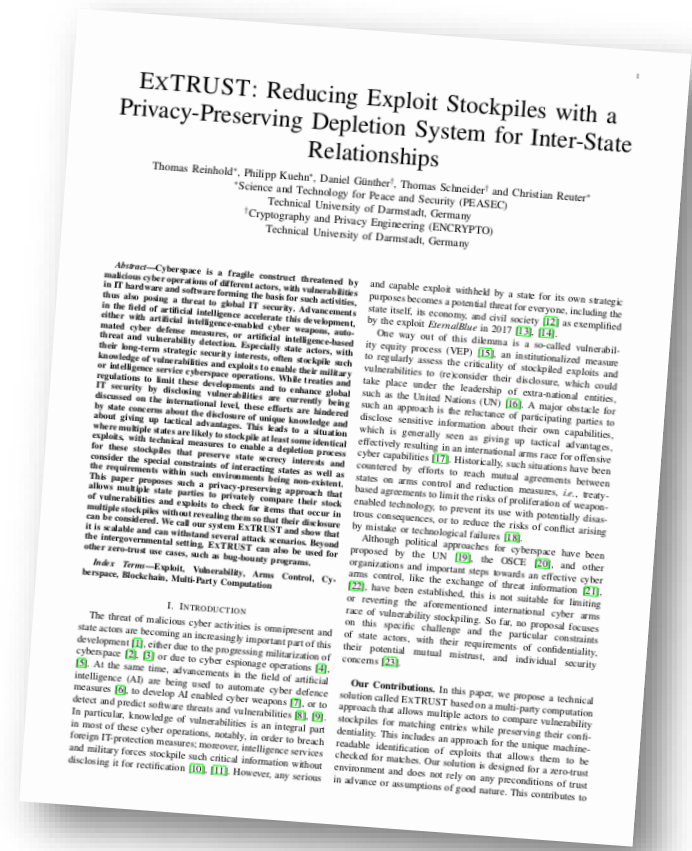 1
EXTRUST: Reducing Exploit Stockpiles with a
Privacy-Preserving Depletion System for Inter-State
Relationships
Thomas Reinhold*, Philipp Kuehn*, Daniel Günther†, Thomas Schneider† and Christian Reuter*
*Science and Technology for Peace and Security (PEASEC)
Technical University of Darmstadt, Germany
†Cryptography and Privacy Engineering (ENCRYPTO)
Technical University of Darmstadt, Germany
Abstract—Cyberspace is a fragile construct threatened by
malicious cyber operations of different actors, with vulnerabilities
in IT hardware and software forming the basis for such activities,
thus also posing a threat to global IT security. Advancements
in the field of artificial intelligence accelerate this development,
either with artificial intelligence-enabled cyber weapons, auto-
mated cyber defense measures, or artificial intelligence-based
threat and vulnerability detection. Especially state actors, with
their long-term strategic security interests, often stockpile such
knowledge of vulnerabilities and exploits to enable their military
or intelligence service cyberspace operations. While treaties and
regulations to limit these developments and to enhance global
IT security by disclosing vulnerabilities are currently being
discussed on the international level, these efforts are hindered
by state concerns about the disclosure of unique knowledge and
about giving up tactical advantages. This leads to a situation
where multiple states are likely to stockpile at least some identical
exploits, with technical measures to enable a depletion process
for these stockpiles that preserve state secrecy interests and
consider the special constraints of interacting states as well as
the requirements within such environments being non-existent.
This paper proposes such a privacy-preserving approach that
allows multiple state parties to privately compare their stock
of vulnerabilities and exploits to check for items that occur in
multiple stockpiles without revealing them so that their disclosure
can be considered. We call our system EXTRUST and show that
it is scalable and can withstand several attack scenarios. Beyond
the intergovernmental setting, EXTRUST can also be used for
other zero-trust use cases, such as bug-bounty programs.
Index Terms—Exploit, Vulnerability, Arms Control, Cy-
berspace, Blockchain, Multi-Party Computation
I. INTRODUCTION
The threat of malicious cyber activities is omnipresent and
state actors are becoming an increasingly important part of this
development [1], either due to the progressing militarization of
cyberspace [2], [3] or due to cyber espionage operations [4],
[5]. At the same time, advancements in the field of artificial
intelligence (AI) are being used to automate cyber defence
measures [6], to develop AI enabled cyber weapons [7], or to
detect and predict software threats and vulnerabilities [8], [9].
In particular, knowledge of vulnerabilities is an integral part
in most of these cyber operations, notably, in order to breach
foreign IT-protection measures; moreover, intelligence services
and military forces stockpile such critical information without
disclosing it for rectification [10], [11]. However, any serious
and capable exploit withheld by a state for its own strategic
purposes becomes a potential threat for everyone, including the
state itself, its economy, and civil society [12] as exemplified
by the exploit EternalBlue in 2017 [13], [14].
One way out of this dilemma is a so-called vulnerabil-
ity equity process (VEP) [15], an institutionalized measure
to regularly assess the criticality of stockpiled exploits and
vulnerabilities to (re)consider their disclosure, which could
take place under the leadership of extra-national entities,
such as the United Nations (UN) [16]. A major obstacle for
such an approach is the reluctance of participating parties to
disclose sensitive information about their own capabilities,
which is generally seen as giving up tactical advantages,
effectively resulting in an international arms race for offensive
cyber capabilities [17]. Historically, such situations have been
countered by efforts to reach mutual agreements between
states on arms control and reduction measures, i.e., treaty-
based agreements to limit the risks of proliferation of weapon-
enabled technology, to prevent its use with potentially disas-
trous consequences, or to reduce the risks of conflict arising
by mistake or technological failures [18].
Although political approaches for cyberspace have been
proposed by the UN [19], the OSCE [20], and other
organizations and important steps towards an effective cyber
arms control, like the exchange of threat information [21],
[22], have been established, this is not suitable for limiting
or reverting the aforementioned international cyber arms
race of vulnerability stockpiling. So far, no proposal focuses
on this specific challenge and the particular constraints
of state actors, with their requirements of confidentiality,
their potential mutual mistrust, and individual security
concerns [23].
Our Contributions. In this paper, we propose a technical
solution called EXTRUST based on a multi-party computation
approach that allows multiple actors to compare vulnerability
stockpiles for matching entries while preserving their confi-
dentiality. This includes an approach for the unique machine-
readable identification of exploits that allows them to be
checked for matches. Our solution is designed for a zero-trust
environment and does not rely on any preconditions of trust
in advance or assumptions of good nature. This contributes to